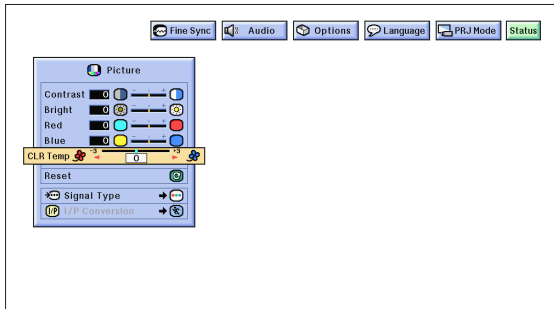 Fine Sync Audio Options Language PRJ Mode Status
Picture
Contrast 0 - +
Bright 0 - +
Red 0 - +
Blue 0 - +
CLR Temp -3 0 +3
Reset
Signal Type
I/P I/P Conversion